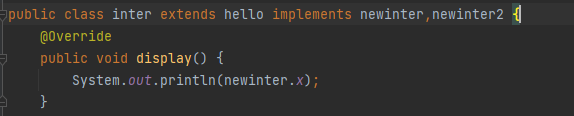 public class inter extends hello implements newinter,newinter2 {
@Override
public void display() {
System.out.println(newinter.x);
}